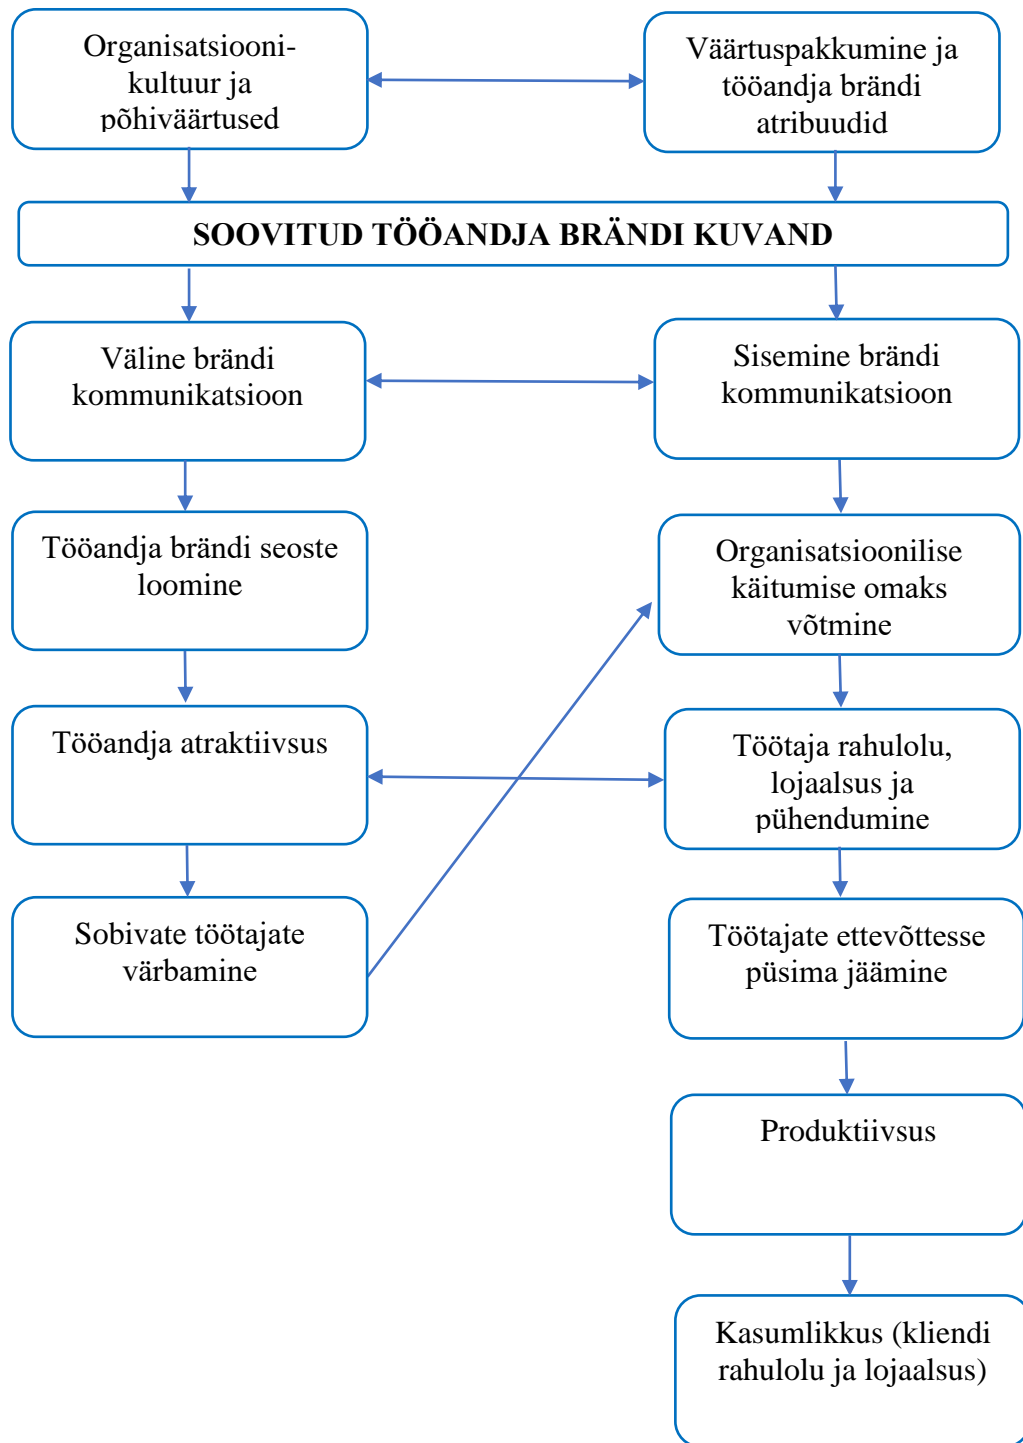 Organisatsiooni-
kultuur ja
põhiväärtused
Väärtuspakkumine ja
tööandja brändi
atribuudid
SOOVITUD TÖÖANDJA BRÄNDI KUVAND
Väline brändi
kommunikatsioon
Sisemine brändi
kommunikatsioon
Tööandja brändi seoste
loomine
Organisatsioonilise
käitumise omaks
võtmine
Tööandja atraktiivsus
Töötaja rahulolu,
lojaalsus ja
pühendumine
Sobivate töötajate
värbamine
Töötajate ettevõttesse
püsima jäämine
Produktiivsus
Kasumlikkus (kliendi
rahulolu ja lojaalsus)